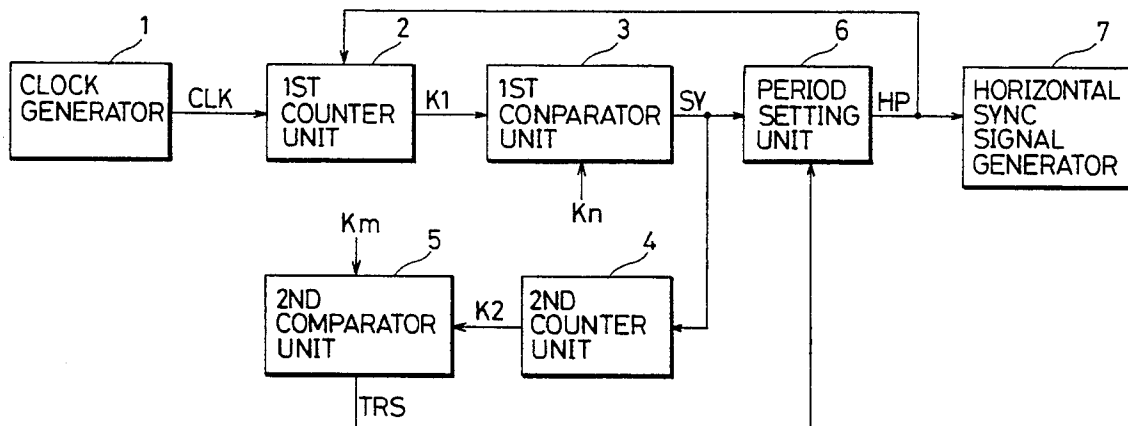 1
2
3
6
7
CLOCK
GENERATOR
CLK
1ST
COUNTER
UNIT
K1
1ST
CONPARATOR
UNIT
SY
PERIOD
SETTING
UNIT
HP
HORIZONTAL
SYNC
SIGNAL
GENERATOR
Kn
Km
5
4
2ND
COMPARATOR
UNIT
K2
2ND
COUNTER
UNIT
TRS